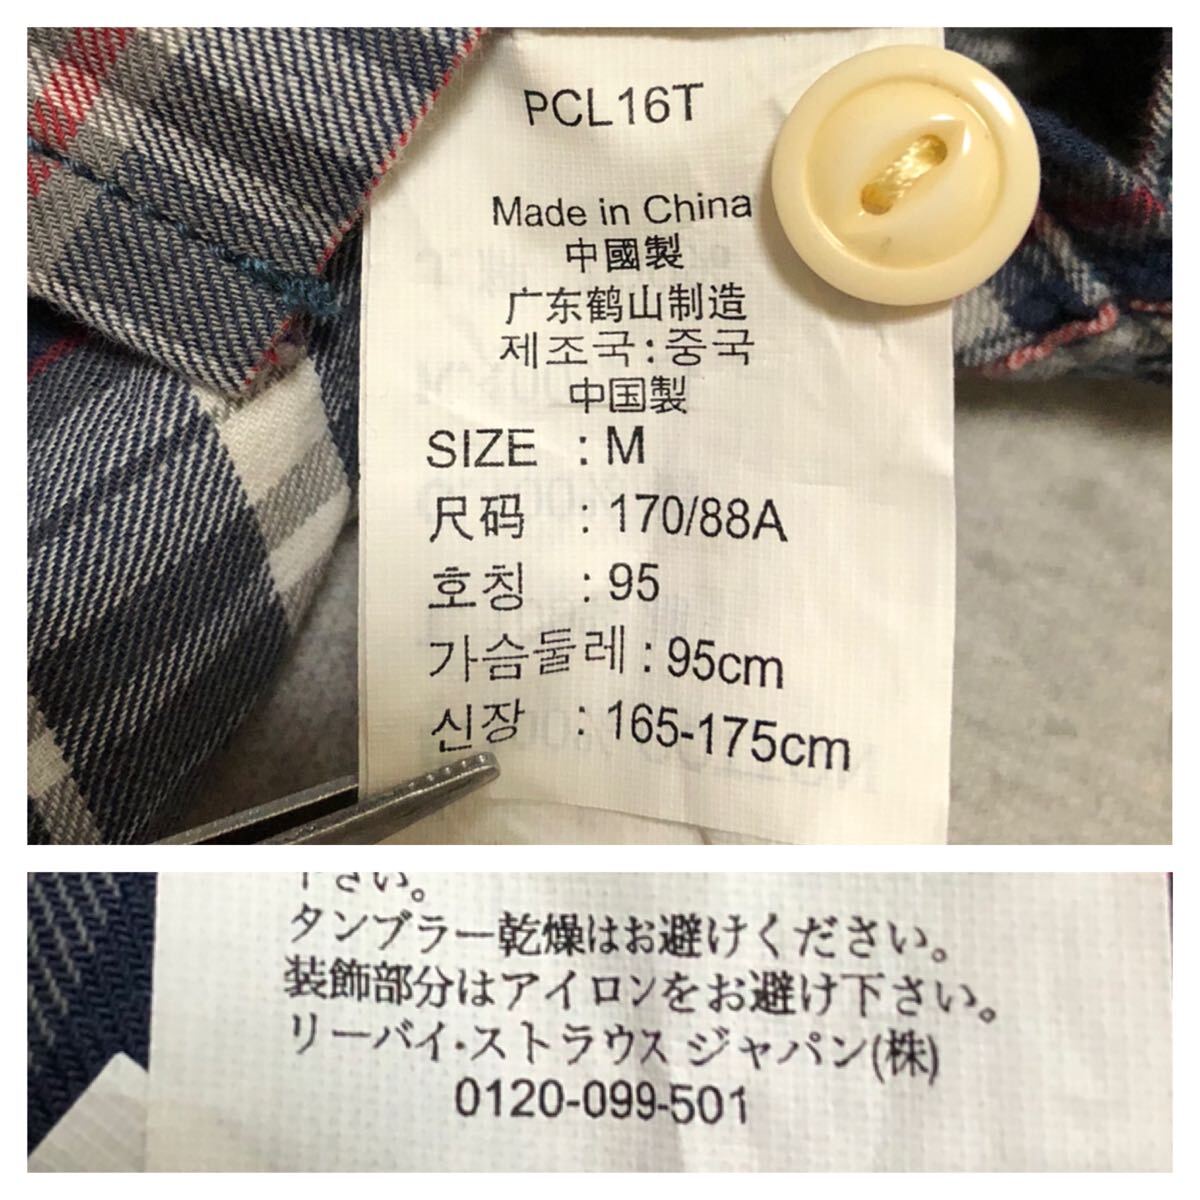 PCL16T
Made in China
中國製
广东鹤山制造
제조국:중국
中国製
SIZE : M
尺码 : 170/88A
호칭 : 95
가슴둘레 : 95cm
신장 : 165-175cm
下さい。
タンブラー乾燥はお避けください。
装飾部分はアイロンをお避け下さい。
リーバイ・ストラウス ジャパン(株)
0120-099-501